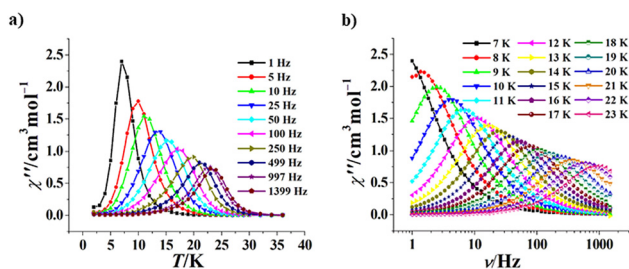 a)
χ''/cm³mol⁻¹
2.5
2.0
1.5
1.0
0.5
0.0
0 5 10 15 20 25 30 35 40
T/K
1 Hz
5 Hz
10 Hz
25 Hz
50 Hz
100 Hz
250 Hz
499 Hz
997 Hz
1399 Hz
b)
χ''/cm³mol⁻¹
2.5
2.0
1.5
1.0
0.5
0.0
1 10 100 1000
ν/Hz
7 K 12 K 18 K
8 K 13 K 19 K
9 K 14 K 20 K
10 K 15 K 21 K
11 K 16 K 22 K
17 K 23 K